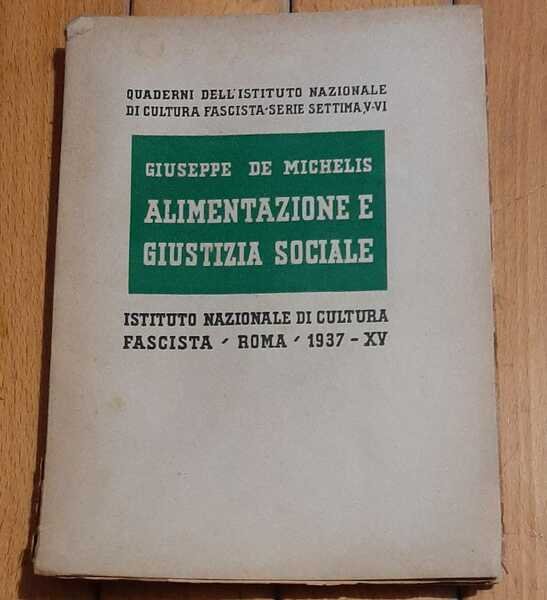 QUADERNI DELL'ISTITUTO NAZIONALE
DI CULTURA FASCISTA-SERIE SETTIMA, V-VI
GIUSEPPE DE MICHELIS
ALIMENTAZIONE E
GIUSTIZIA SOCIALE
ISTITUTO NAZIONALE DI CULTURA
FASCISTA - ROMA - 1937 - XV